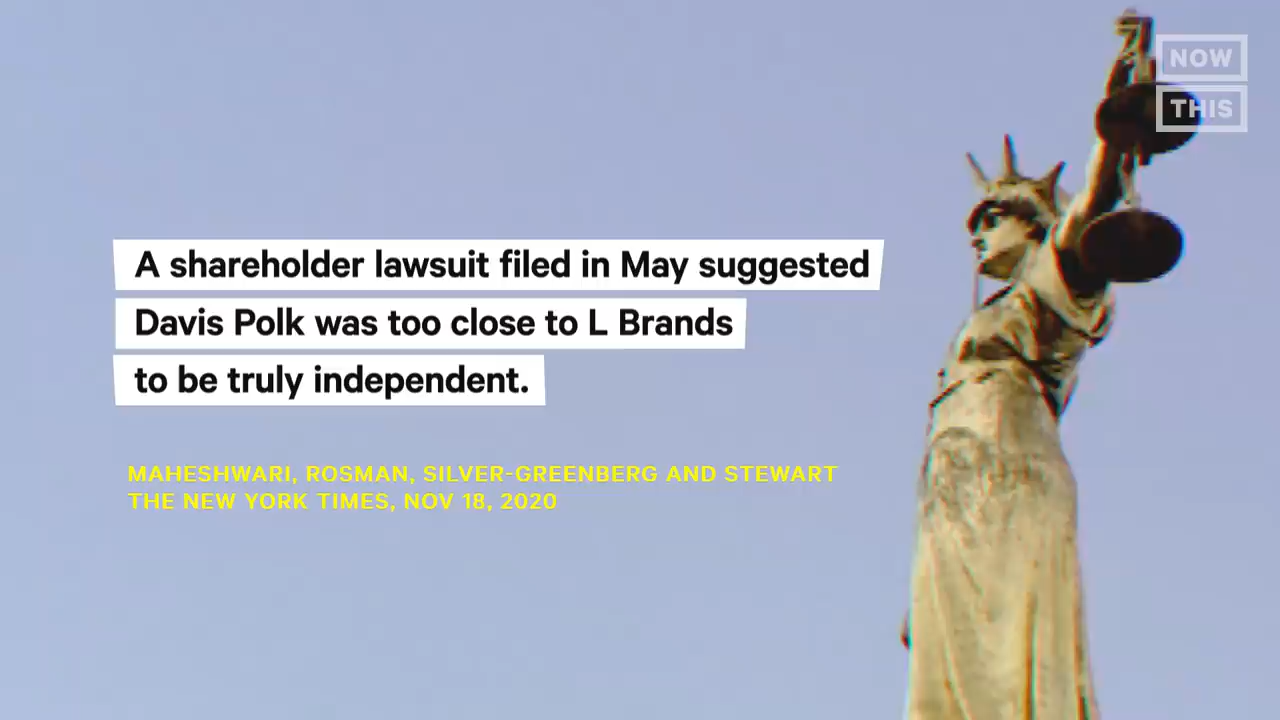 NOW
THIS
A shareholder lawsuit filed in May suggested
Davis Polk was too close to L Brands
to be truly independent.
MAHESHWARI, ROSMAN, SILVER-GREENBERG AND STEWART
THE NEW YORK TIMES, NOV 18, 2020